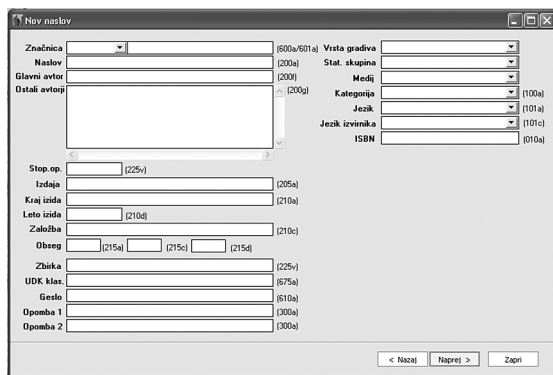 Nov naslov
Značnica (600a/601a) Vrsta gradiva
Naslov (200a) Stat. skupina
Glavni avtor (200f) Medij
Ostali avtorji (200g) Kategorija (100a)
Jezik (101a)
Jezik izvirnika (101c)
ISBN (010a)
Stop.op. (225v)
Izdaja (205a)
Kraj izida (210a)
Leto izida (210d)
Založba (210c)
Obseg (215a) (215c) (215d)
Zbirka (225v)
UDK klas. (675a)
Geslo (610a)
Opomba 1 (300a)
Opomba 2 (300a)
< Nazaj Naprej > Zapri